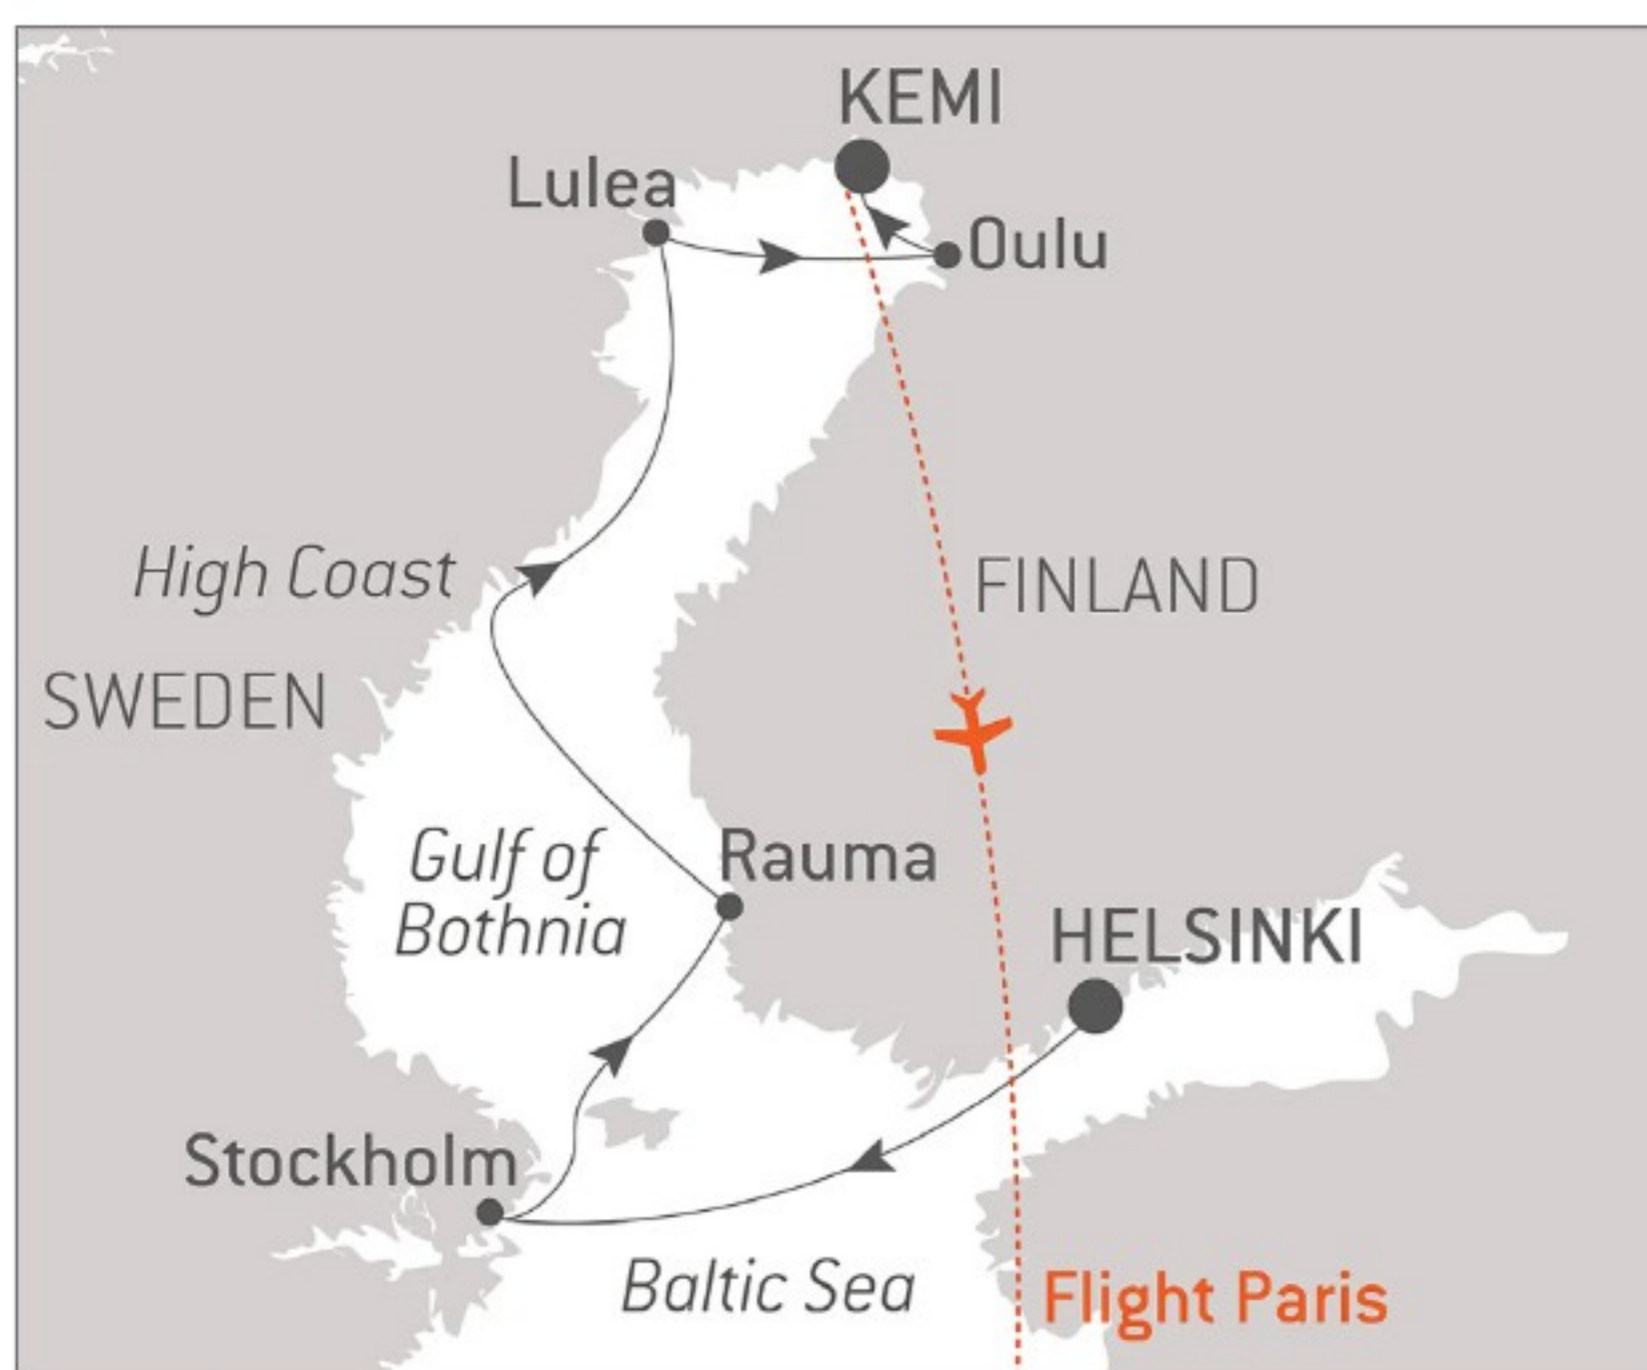 KEMI
Lulea
Oulu
High Coast
FINLAND
SWEDEN
Gulf of
Bothnia
Rauma
HELSINKI
Stockholm
Baltic Sea
Flight Paris